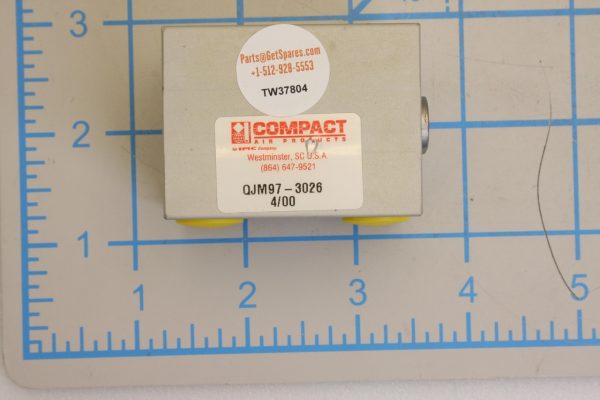 Parts@GetSpares.com
+1-512-928-5553
TW37804
COMPACT
AIR PRODUCTS
Westminster, SC U.S.A
(864) 647-9521
QJM97-3026
4/00
3
2
1
1 2 3 4 5